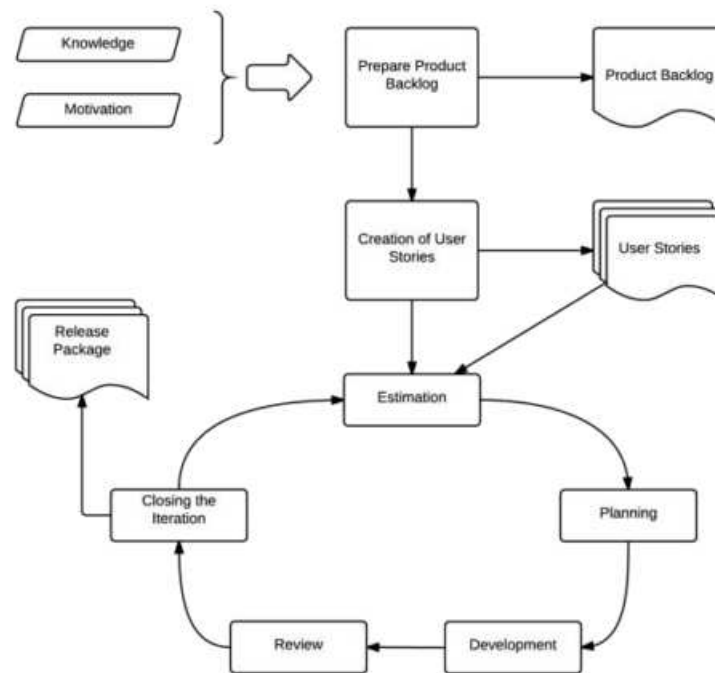 Knowledge
Motivation
Prepare Product
Backlog
Product Backlog
Creation of User
Stories
User Stories
Release
Package
Estimation
Closing the
Iteration
Planning
Review
Development